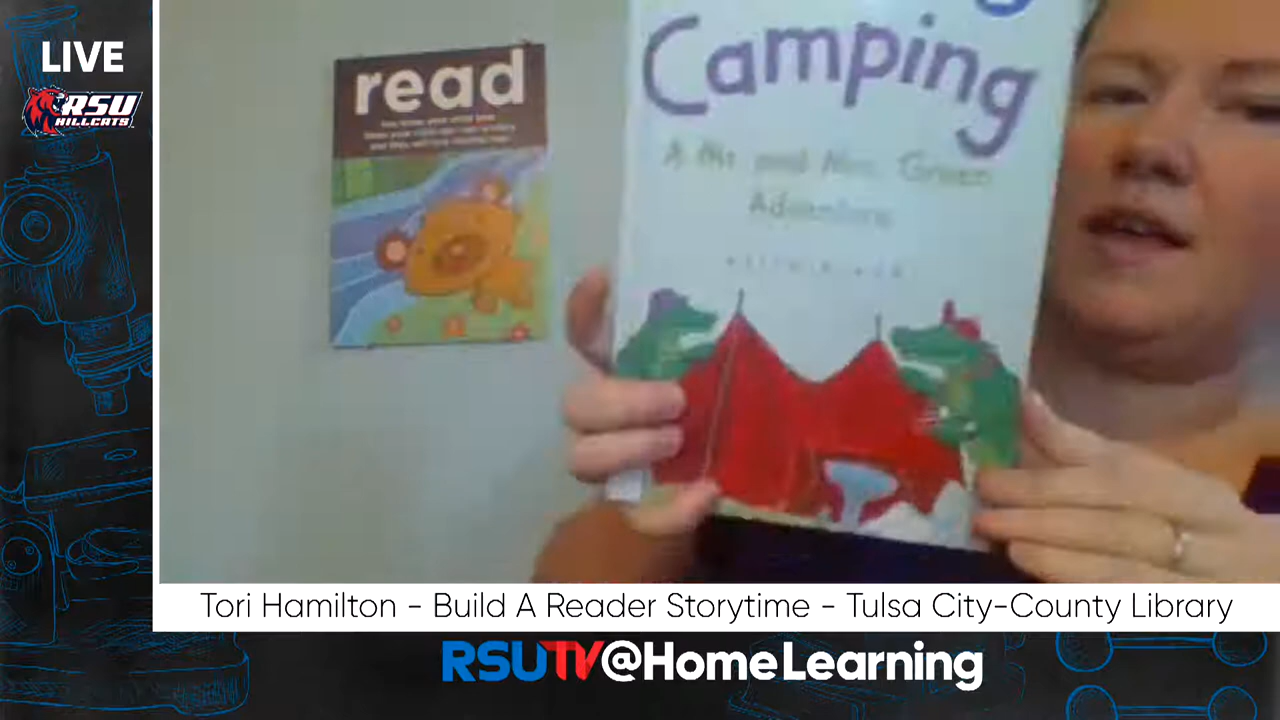 LIVE
RSU
HILLCATS
read
Camping
A Mr. and Mrs. Green
Adventure
Tori Hamilton - Build A Reader Storytime - Tulsa City-County Library
RSUTV@HomeLearning